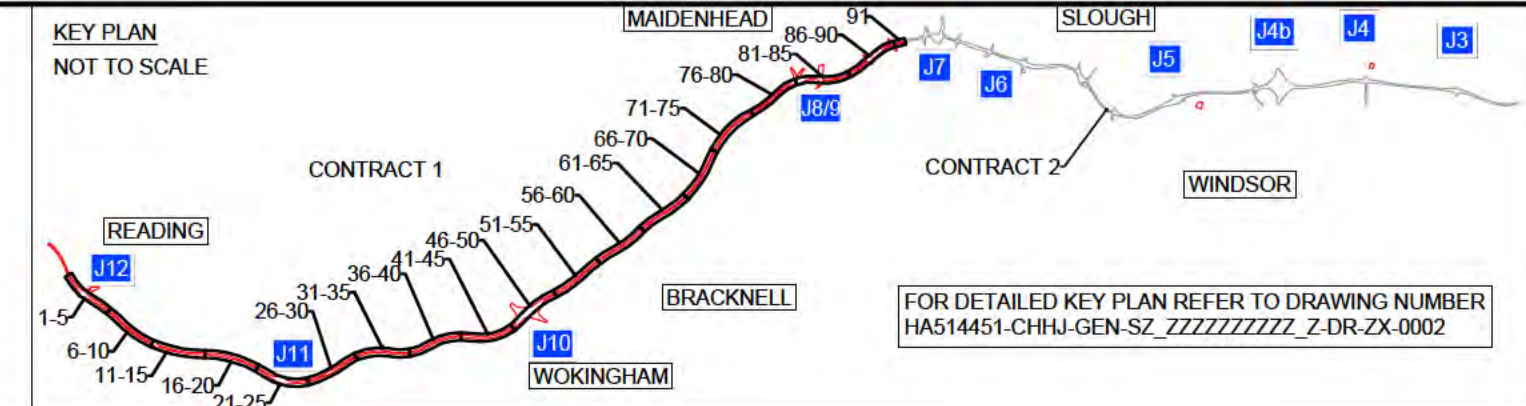 KEY PLAN
NOT TO SCALE
MAIDENHEAD
91
SLOUGH
86-90
81-85
76-80
71-75
66-70
61-65
56-60
51-55
46-50
41-45
36-40
31-35
26-30
J7
J6
J5
J4b
J4
J3
J8/9
CONTRACT 1
CONTRACT 2
WINDSOR
READING
J12
1-5
6-10
11-15
16-20
21-25
J11
J10
WOKINGHAM
BRACKNELL
FOR DETAILED KEY PLAN REFER TO DRAWING NUMBER
HA514451-CHHJ-GEN-SZ_ZZZZZZZZZZ_Z-DR-ZX-0002